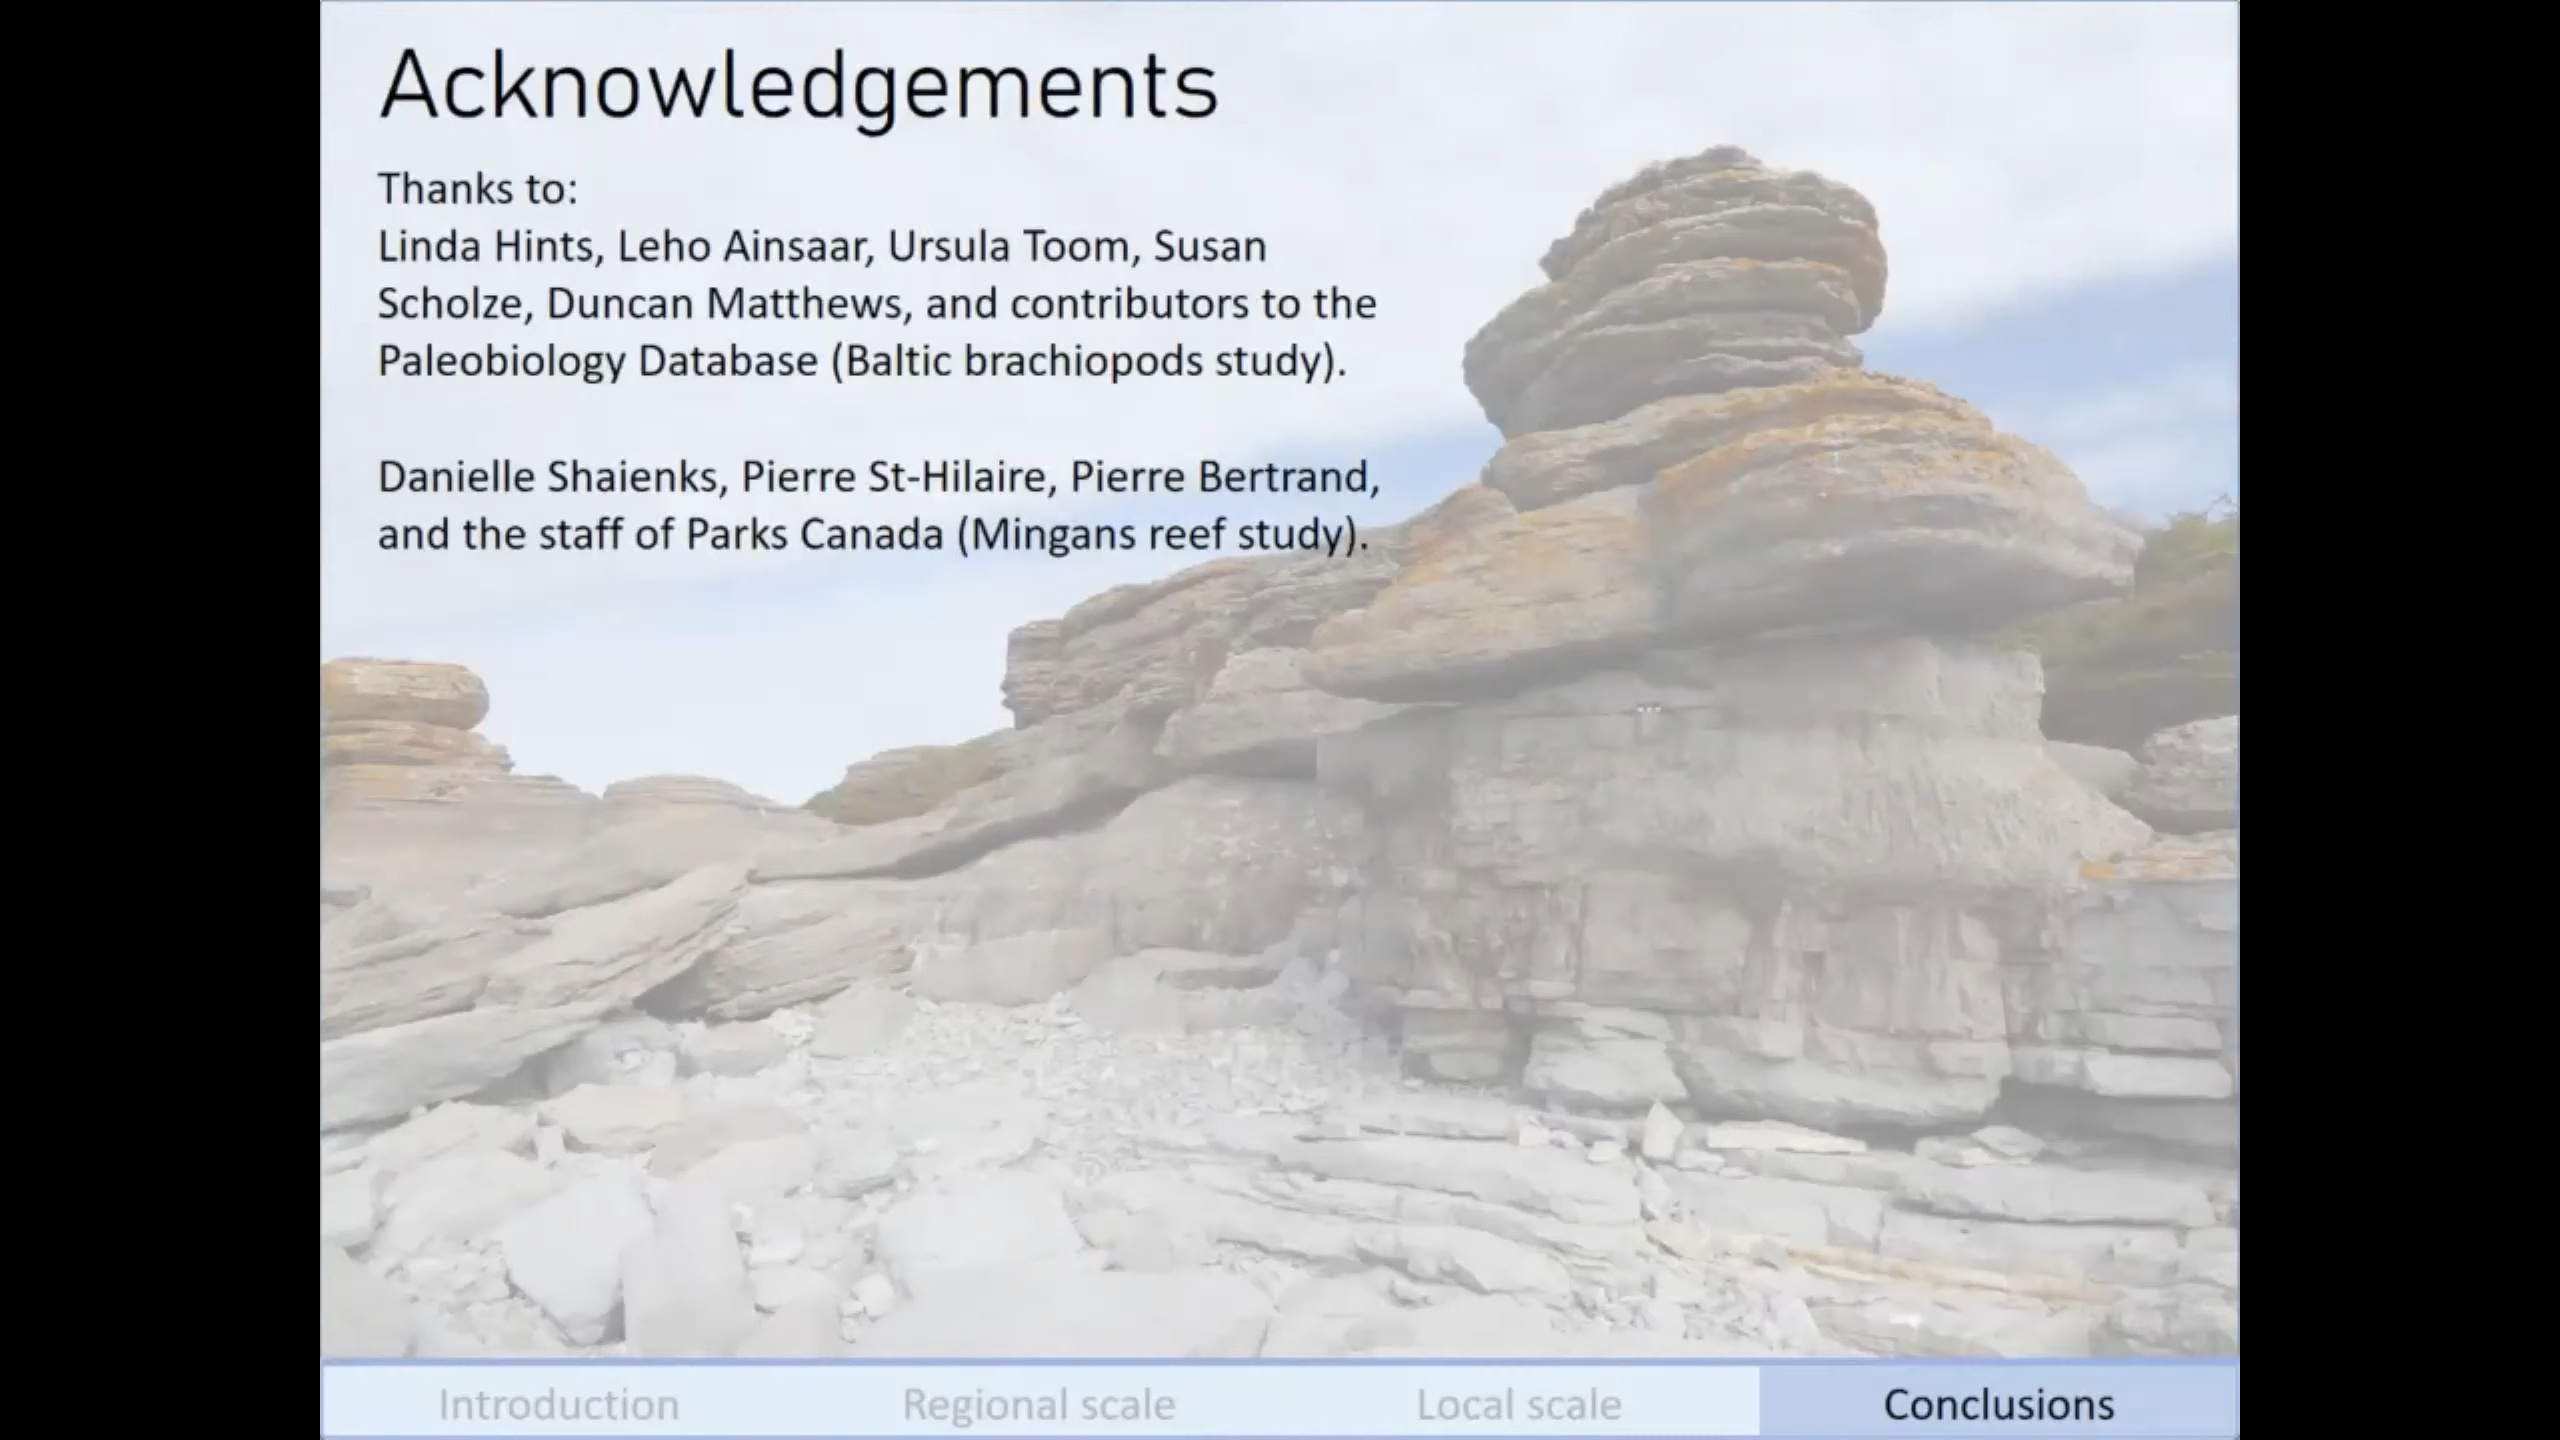 Acknowledgements
Thanks to:
Linda Hints, Leho Ainsaar, Ursula Toom, Susan
Scholze, Duncan Matthews, and contributors to the
Paleobiology Database (Baltic brachiopods study).
Danielle Shaienks, Pierre St-Hilaire, Pierre Bertrand,
and the staff of Parks Canada (Mingans reef study).
Introduction
Regional scale
Local scale
Conclusions